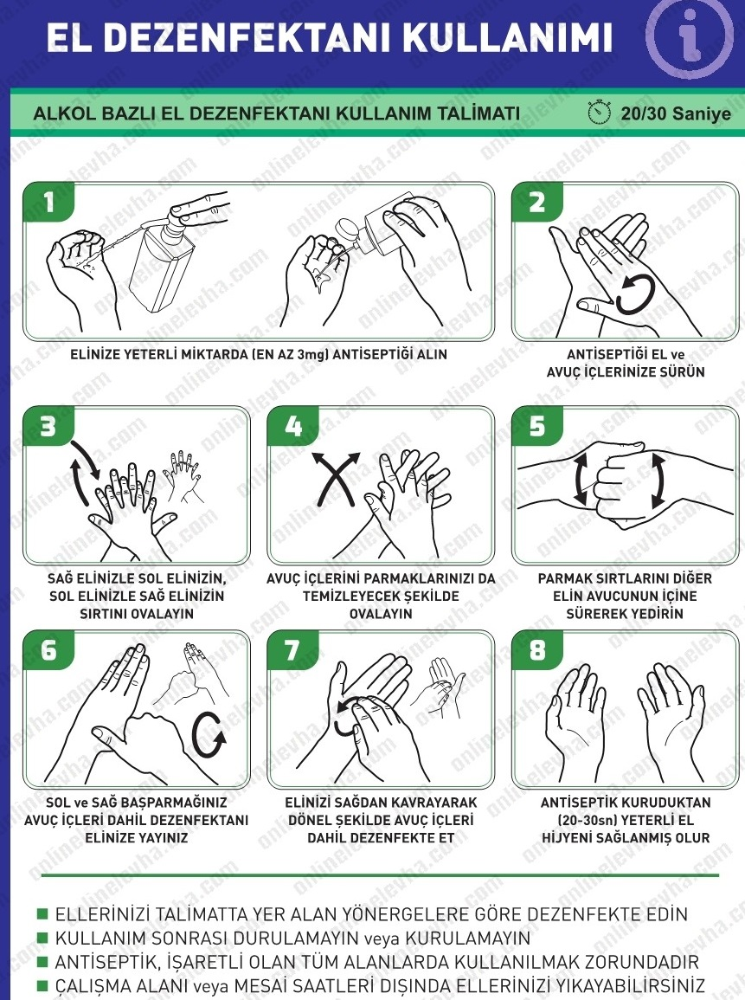 EL DEZENFEKTANI KULLANIMI
i
ALKOL BAZLI EL DEZENFEKTANI KULLANIM TALİMATI
20/30 Saniye
1
ELİNİZE YETERLİ MİKTARDA (EN AZ 3mg) ANTİSEPTİĞİ ALIN
2
ANTİSEPTİĞİ EL ve
AVUÇ İÇLERİNİZE SÜRÜN
3
SAĞ ELİNİZLE SOL ELİNİZİN,
SOL ELİNİZLE SAĞ ELİNİZİN
SIRTINI OVALAYIN
4
AVUÇ İÇLERİNİ PARMAKLARINIZI DA
TEMİZLEYECEK ŞEKİLDE
OVALAYIN
5
PARMAK SIRTLARINI DİĞER
ELİN AVUCUNUN İÇİNE
SÜREREK YEDİRİN
6
SOL ve SAĞ BAŞPARMAĞINIZ
AVUÇ İÇLERİ DAHİL DEZENFEKTANI
ELİNİZE YAYINIZ
7
ELİNİZİ SAĞDAN KAVRAYARAK
DÖNEL ŞEKİLDE AVUÇ İÇLERİ
DAHİL DEZENFEKTE ET
8
ANTİSEPTİK KURUDUKTAN
(20-30sn) YETERLİ EL
HİJYENİ SAĞLANMIŞ OLUR
ELLERİNİZİ TALİMATTA YER ALAN YÖNERGELERE GÖRE DEZENFEKTE EDİN
KULLANIM SONRASI DURULAMAYIN veya KURULAMAYIN
ANTİSEPTİK, İŞARETLİ OLAN TÜM ALANLARDA KULLANILMAK ZORUNDADIR
ÇALIŞMA ALANI veya MESAİ SAATLERİ DIŞINDA ELLERİNİZİ YIKAYABİLİRSİNİZ
onlinelevha.com